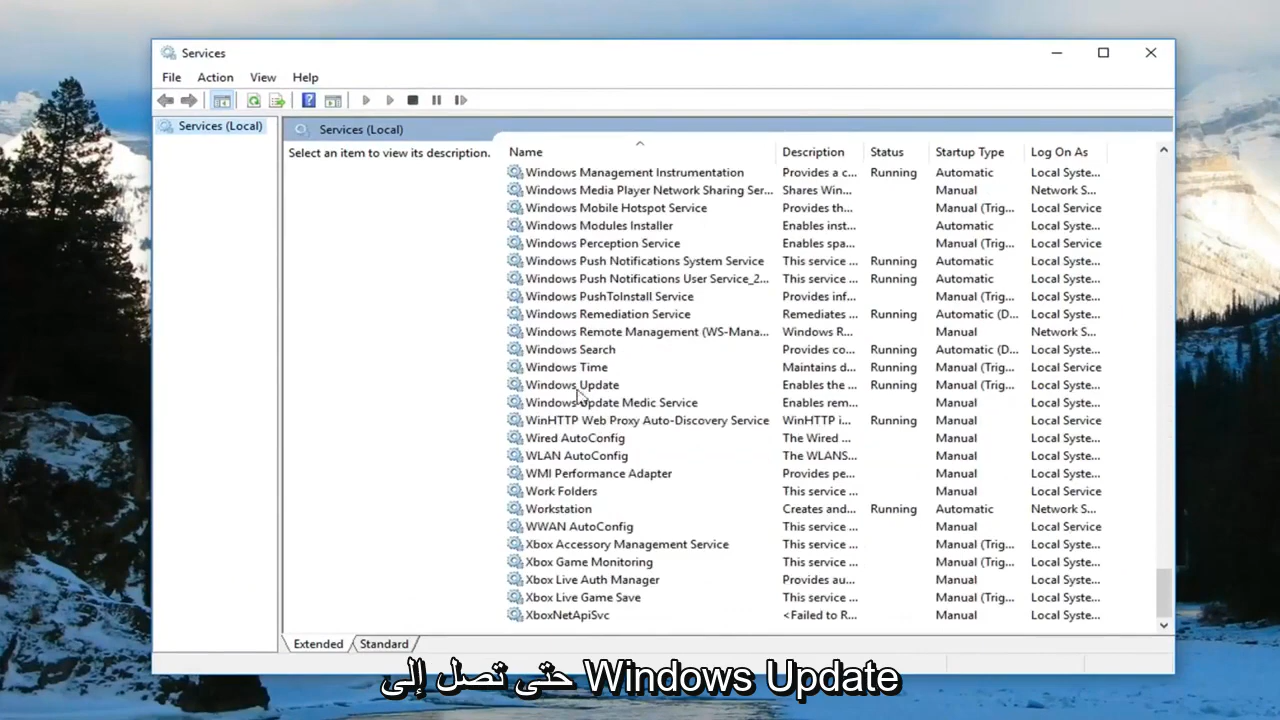 Services
File Action View Help
Services (Local)
Services (Local)
Select an item to view its description.
Name Description Status Startup Type Log On As
Windows Management Instrumentation Provides a c... Running Automatic Local Syste...
Windows Media Player Network Sharing Ser... Shares Win... Manual Network S...
Windows Mobile Hotspot Service Provides th... Manual (Trig... Local Service
Windows Modules Installer Enables inst... Automatic Local Syste...
Windows Perception Service Enables spa... Manual (Trig... Local Service
Windows Push Notifications System Service This service ... Running Automatic Local Syste...
Windows Push Notifications User Service_2... This service ... Running Automatic Local Syste...
Windows PushToInstall Service Provides inf... Manual (Trig... Local Syste...
Windows Remediation Service Remediates ... Running Automatic (D... Local Syste...
Windows Remote Management (WS-Mana... Windows R... Manual Network S...
Windows Search Provides co... Running Automatic (D... Local Syste...
Windows Time Maintains d... Running Manual (Trig... Local Service
Windows Update Enables the ... Running Manual (Trig... Local Syste...
Windows Update Medic Service Enables rem... Manual Local Syste...
WinHTTP Web Proxy Auto-Discovery Service WinHTTP i... Running Manual Local Service
Wired AutoConfig The Wired ... Manual Local Syste...
WLAN AutoConfig The WLANS... Manual Local Syste...
WMI Performance Adapter Provides pe... Manual Local Syste...
Work Folders This service ... Manual Local Service
Workstation Creates and... Running Automatic Network S...
WWAN AutoConfig This service ... Manual Local Service
Xbox Accessory Management Service This service ... Manual (Trig... Local Syste...
Xbox Game Monitoring This service ... Manual (Trig... Local Syste...
Xbox Live Auth Manager Provides au... Manual Local Syste...
Xbox Live Game Save This service ... Manual (Trig... Local Syste...
XboxNetApiSvc <Failed to R... Manual Local Syste...
Extended Standard
حتى تصل إلى Windows Update